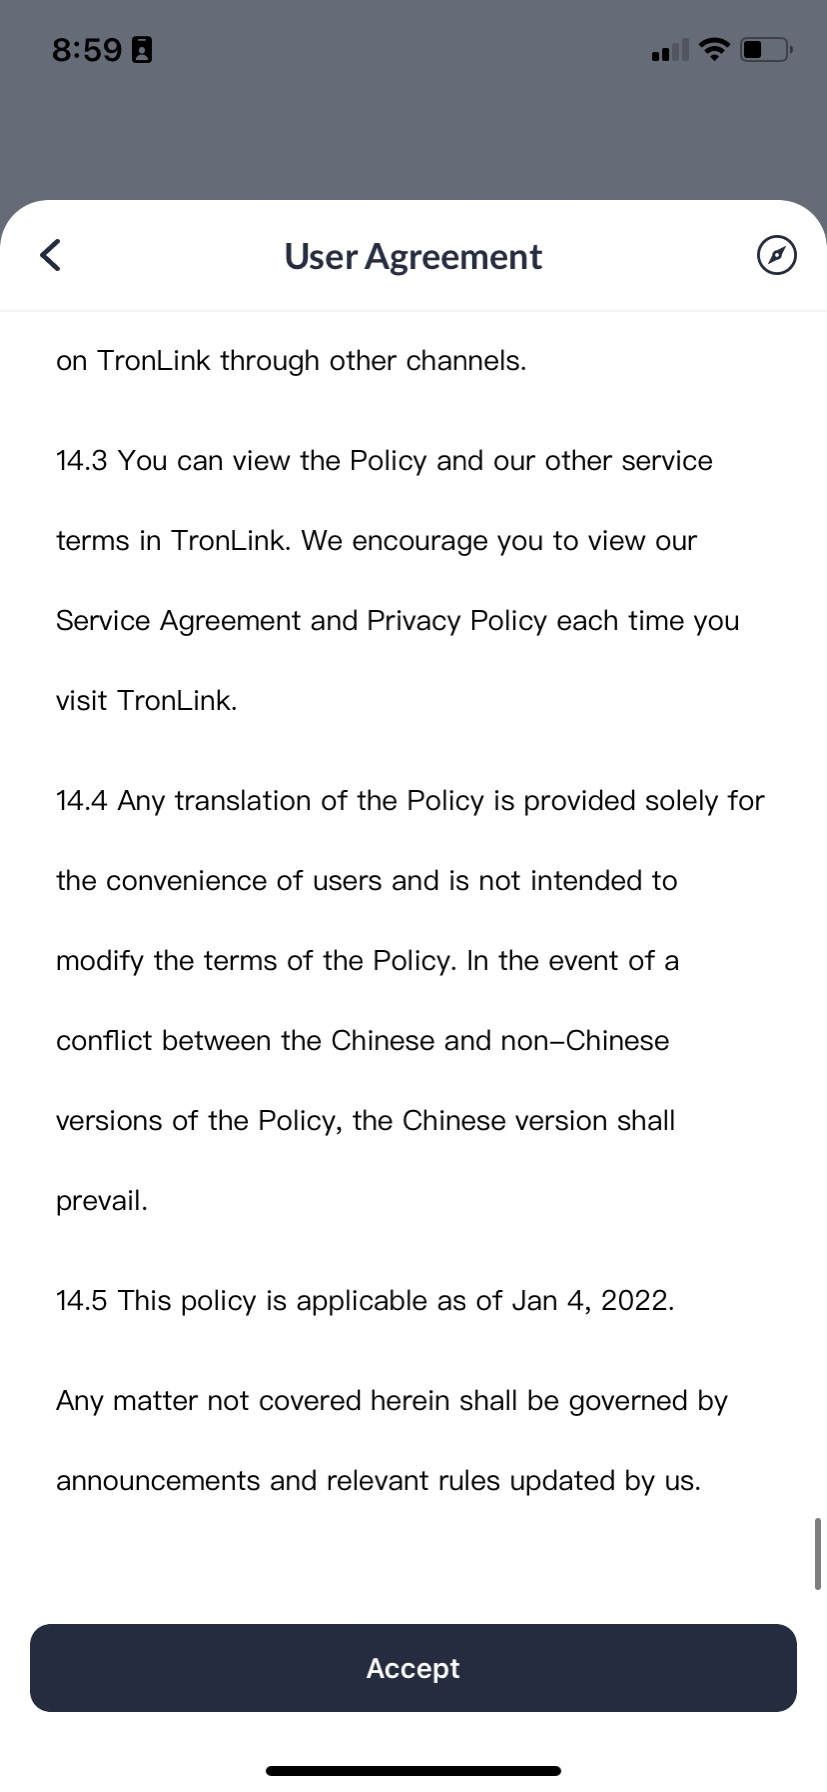 8:59
User Agreement
on TronLink through other channels.
14.3 You can view the Policy and our other service
terms in TronLink. We encourage you to view our
Service Agreement and Privacy Policy each time you
visit TronLink.
14.4 Any translation of the Policy is provided solely for
the convenience of users and is not intended to
modify the terms of the Policy. In the event of a
conflict between the Chinese and non-Chinese
versions of the Policy, the Chinese version shall
prevail.
14.5 This policy is applicable as of Jan 4, 2022.
Any matter not covered herein shall be governed by
announcements and relevant rules updated by us.
Accept